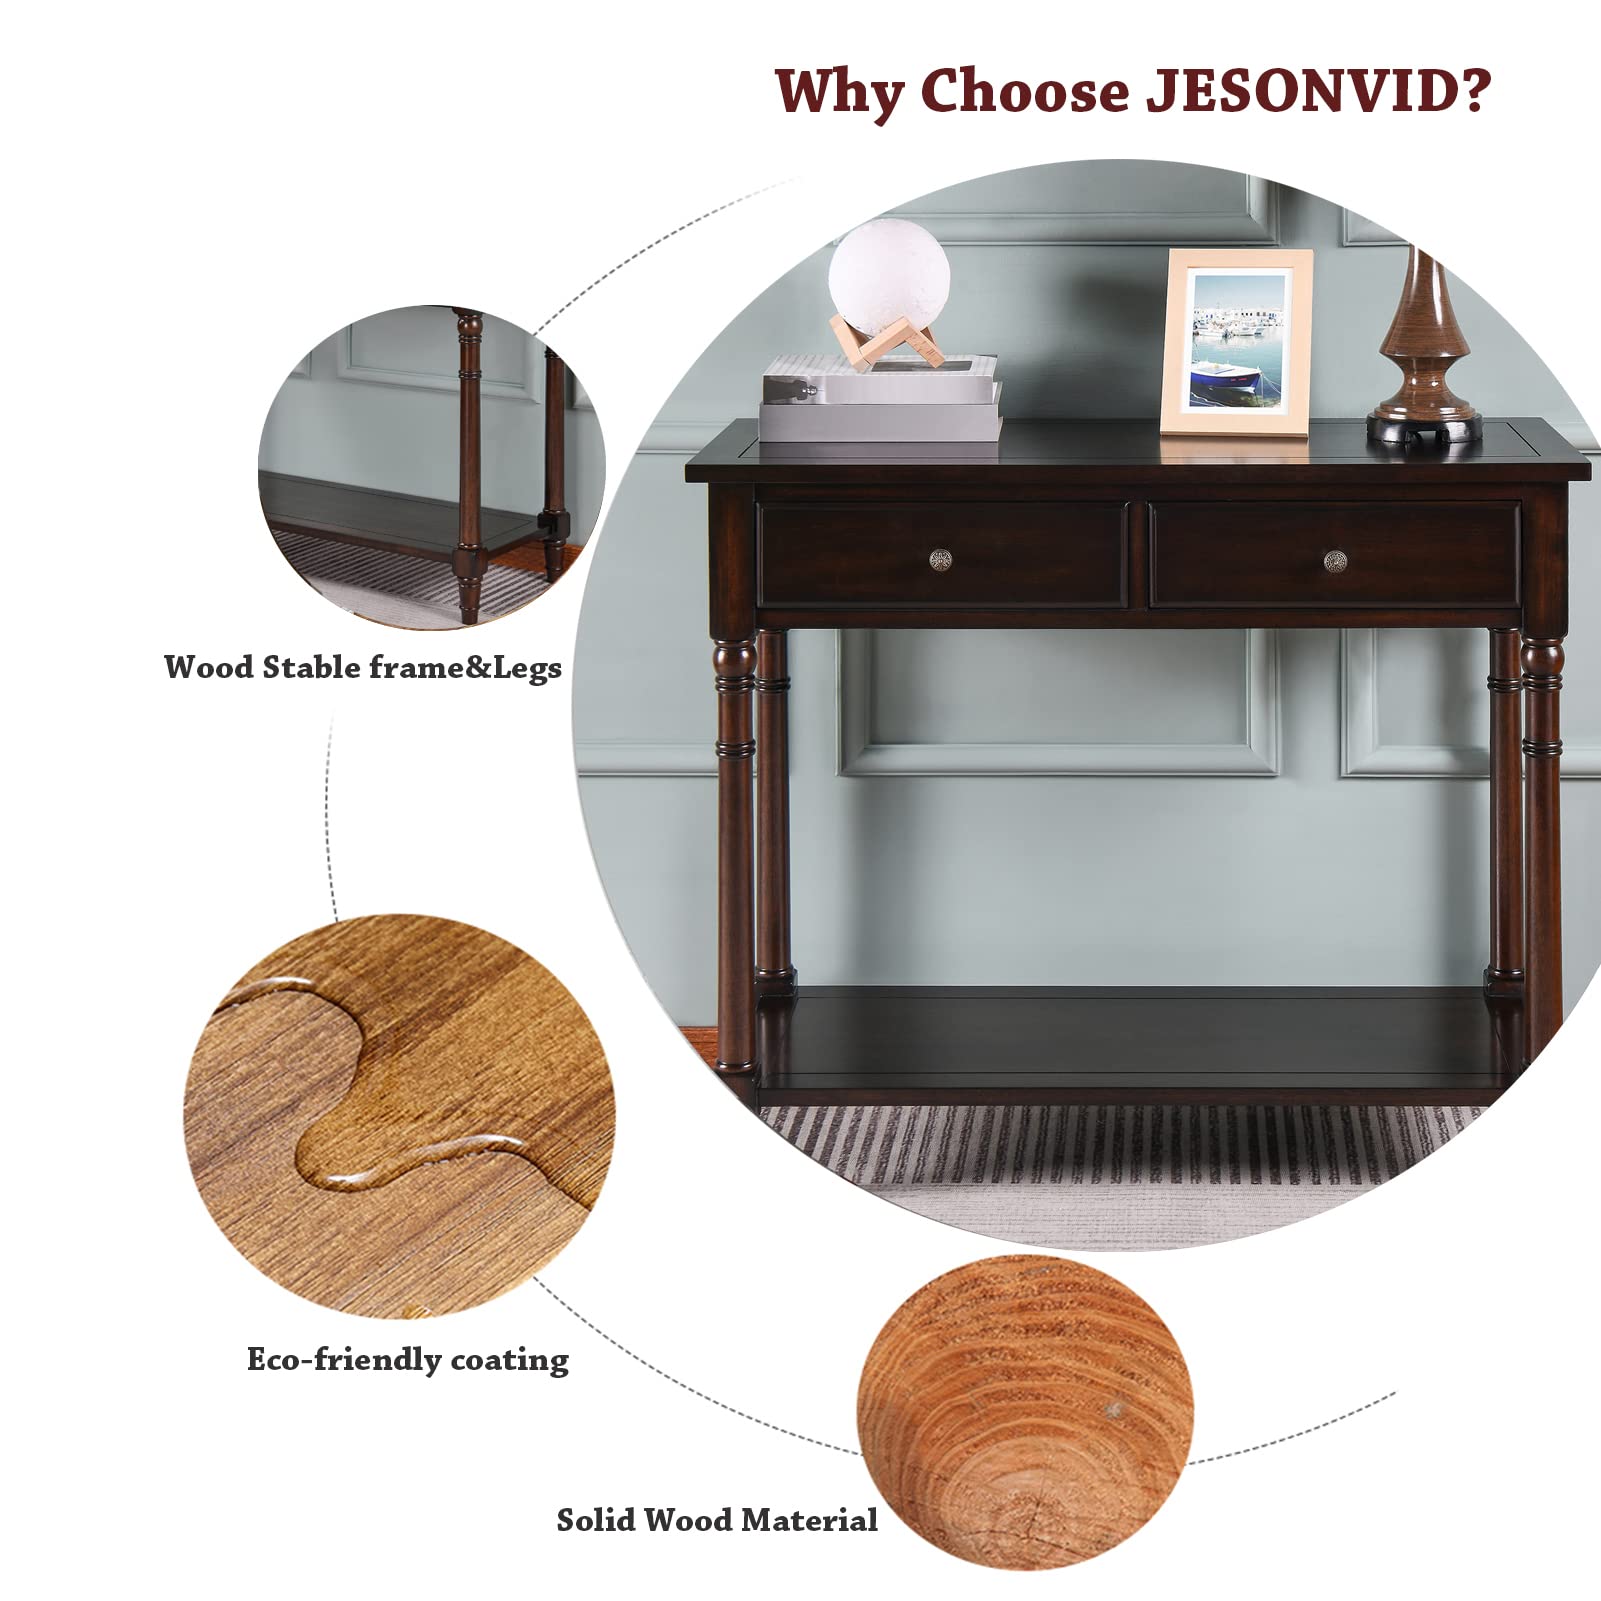 Why Choose JESONVID?
Wood Stable frame&Legs
Eco-friendly coating
Solid Wood Material